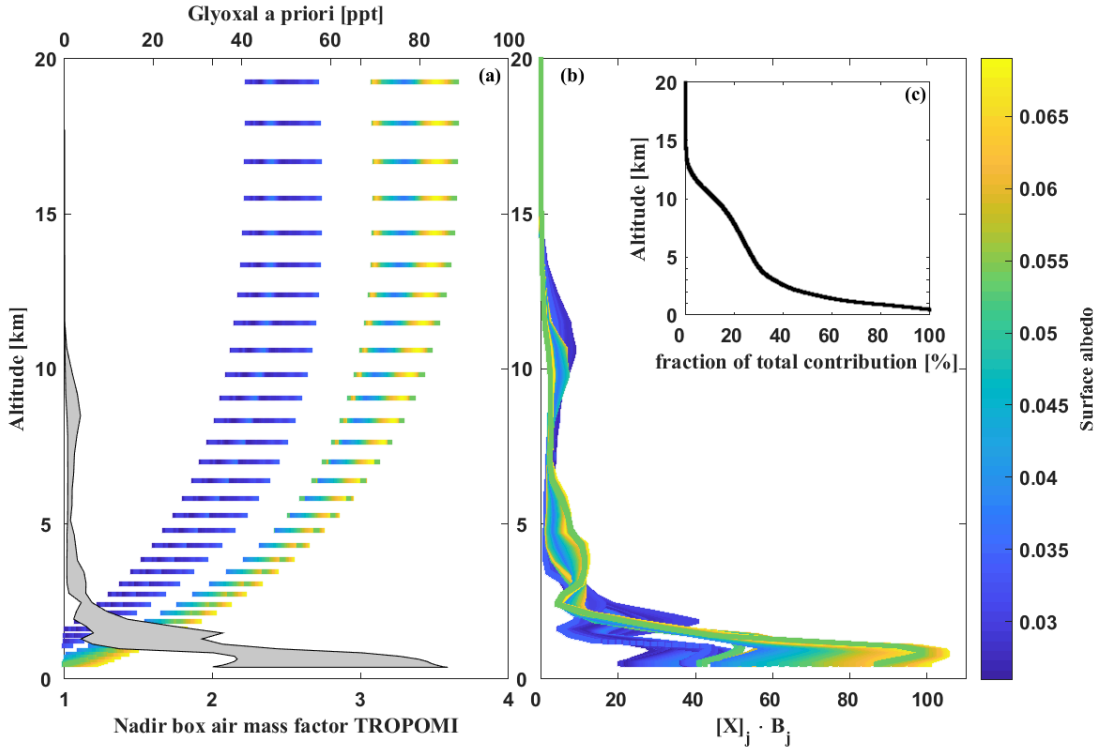 Glyoxal a priori [ppt]
0 20 40 60 80 100
20 (a)
15
10
5
0
Altitude [km]
1 2 3 4
Nadir box air mass factor TROPOMI
20 (b)
15
10
5
0
0 20 40 60 80 100
[X]j · Bj
20 (c)
15
10
5
0
Altitude [km]
0 20 40 60 80 100
fraction of total contribution [%]
0.065
0.06
0.055
0.05
0.045
0.04
0.035
0.03
Surface albedo